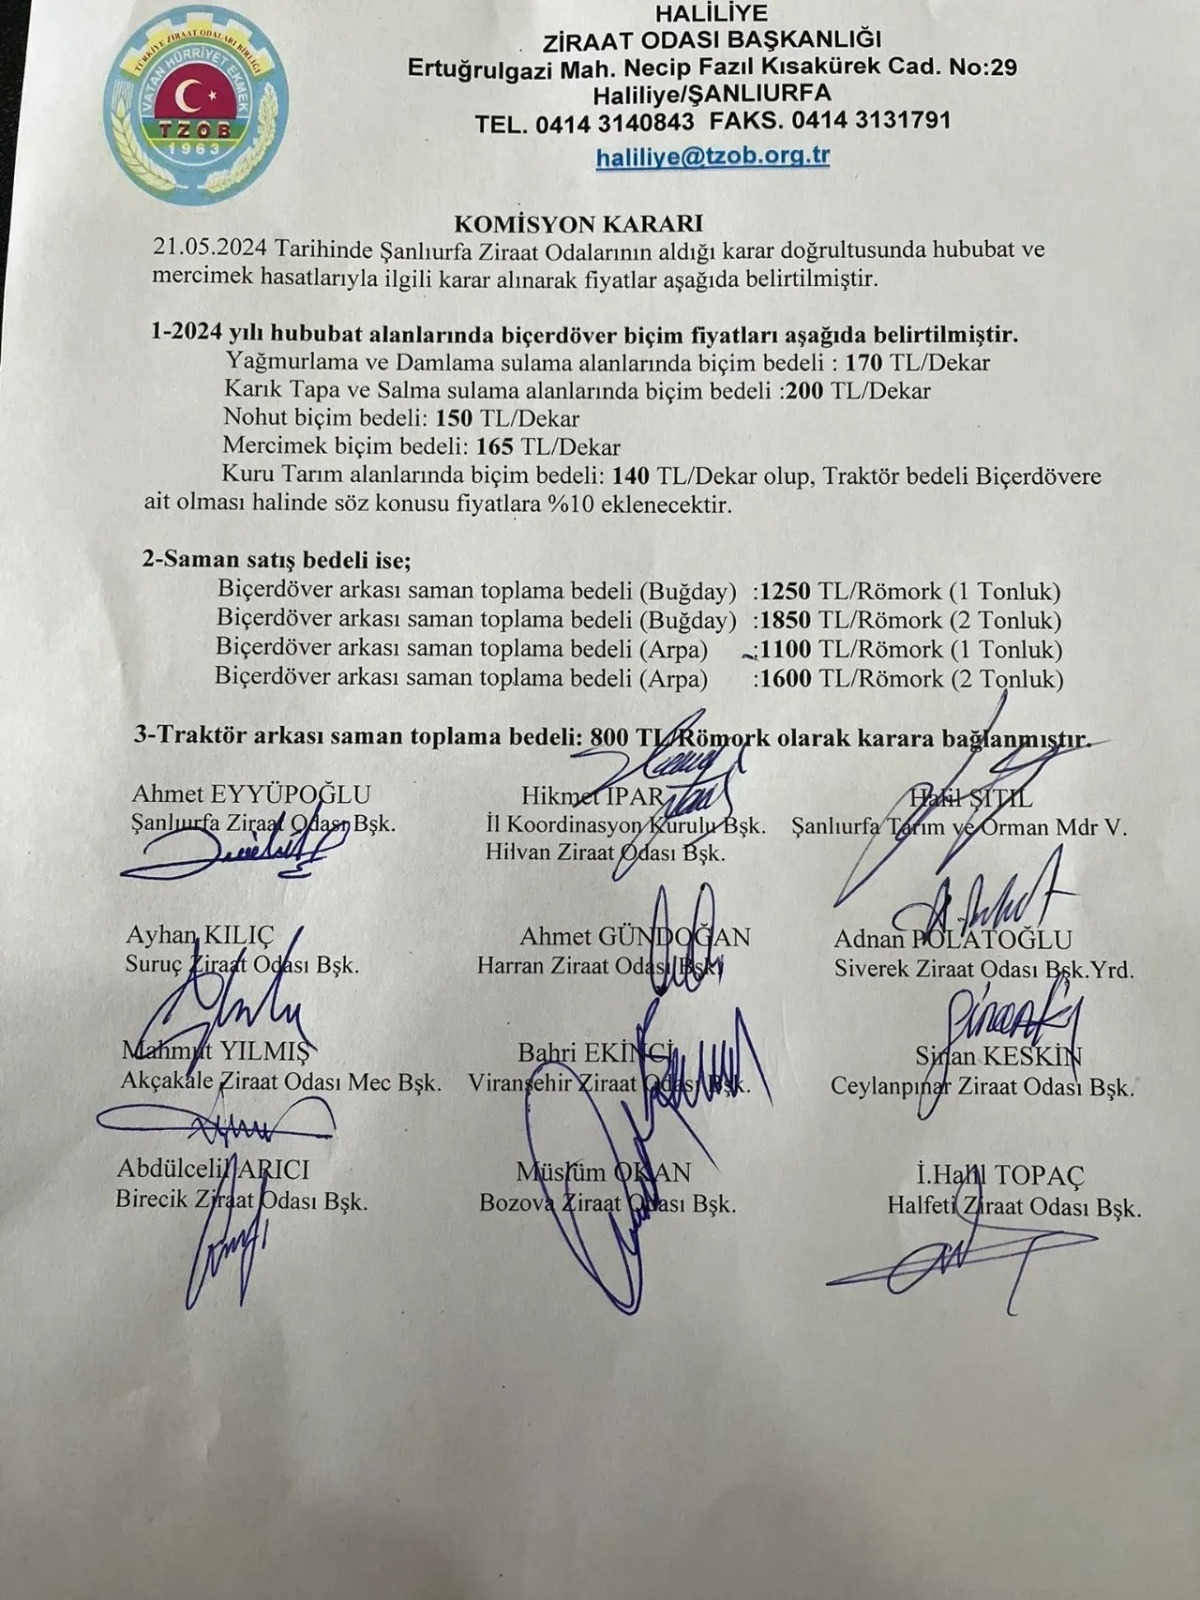 TÜRKİYE ZİRAAT ODALARI BİRLİĞİ
VATAN HÜRRİYET EKMEK
TZOB
1963
HALİLİYE
ZİRAAT ODASI BAŞKANLIĞI
Ertuğrulgazi Mah. Necip Fazıl Kısakürek Cad. No:29
Haliliye/ŞANLIURFA
TEL. 0414 3140843 FAKS. 0414 3131791
haliliye@tzob.org.tr
KOMİSYON KARARI
21.05.2024 Tarihinde Şanlıurfa Ziraat Odalarının aldığı karar doğrultusunda hububat ve
mercimek hasatlarıyla ilgili karar alınarak fiyatlar aşağıda belirtilmiştir.
1-2024 yılı hububat alanlarında biçerdöver biçim fiyatları aşağıda belirtilmiştir.
Yağmurlama ve Damlama sulama alanlarında biçim bedeli : 170 TL/Dekar
Karık Tapa ve Salma sulama alanlarında biçim bedeli :200 TL/Dekar
Nohut biçim bedeli: 150 TL/Dekar
Mercimek biçim bedeli: 165 TL/Dekar
Kuru Tarım alanlarında biçim bedeli: 140 TL/Dekar olup, Traktör bedeli Biçerdövere
ait olması halinde söz konusu fiyatlara %10 eklenecektir.
2-Saman satış bedeli ise;
Biçerdöver arkası saman toplama bedeli (Buğday) :1250 TL/Römork (1 Tonluk)
Biçerdöver arkası saman toplama bedeli (Buğday) :1850 TL/Römork (2 Tonluk)
Biçerdöver arkası saman toplama bedeli (Arpa) :1100 TL/Römork (1 Tonluk)
Biçerdöver arkası saman toplama bedeli (Arpa) :1600 TL/Römork (2 Tonluk)
3-Traktör arkası saman toplama bedeli: 800 TL/Römork olarak karara bağlanmıştır.
Ahmet EYYÜPOĞLU Hikmet İPAR Halil ŞITIL
Şanlıurfa Ziraat Odası Bşk. İl Koordinasyon Kurulu Bşk. Şanlıurfa Tarım ve Orman Mdr V.
Hilvan Ziraat Odası Bşk.
Ayhan KILIÇ Ahmet GÜNDOĞAN Adnan POLATOĞLU
Suruç Ziraat Odası Bşk. Harran Ziraat Odası Bşk. Siverek Ziraat Odası Bşk.Yrd.
Mahmut YILMIŞ Bahri EKİNCİ Sinan KESKİN
Akçakale Ziraat Odası Mec Bşk. Viranşehir Ziraat Odası Bşk. Ceylanpınar Ziraat Odası Bşk.
Abdülcelil ARICI Müslüm OKAN İ.Halil TOPAÇ
Birecik Ziraat Odası Bşk. Bozova Ziraat Odası Bşk. Halfeti Ziraat Odası Bşk.